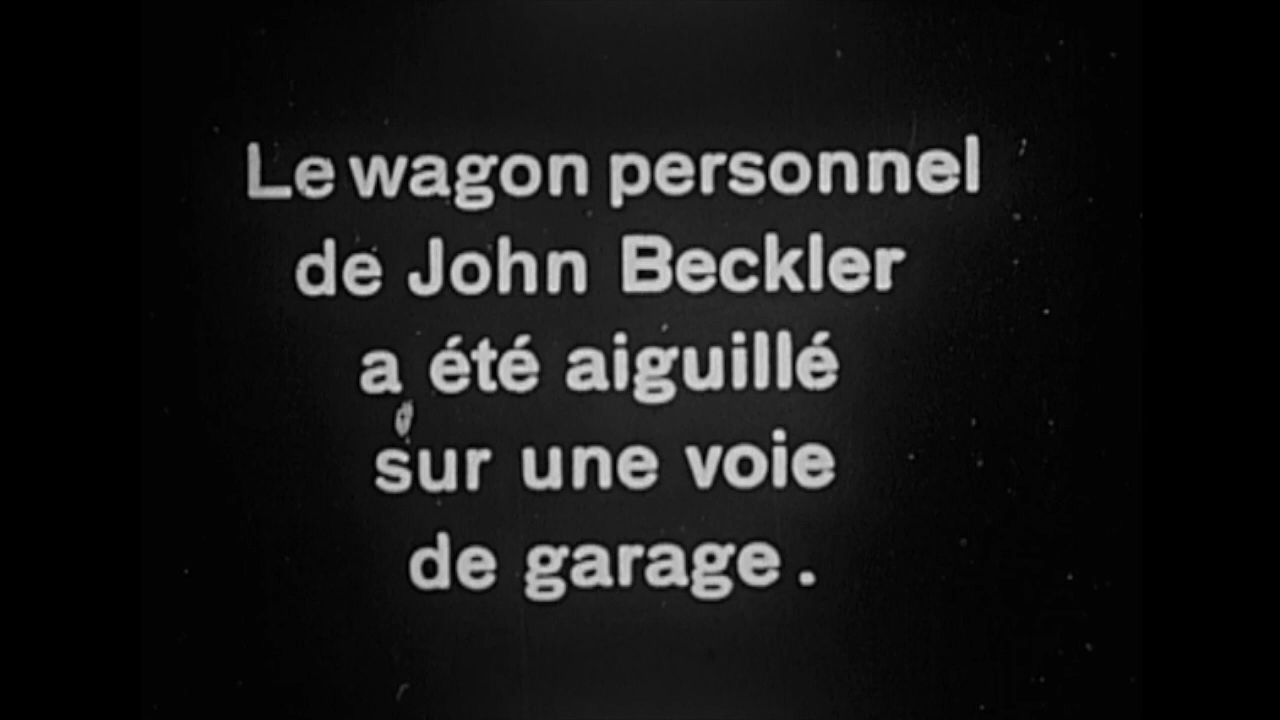 Le wagon personnel
de John Beckler
a été aiguillé
sur une voie
de garage .